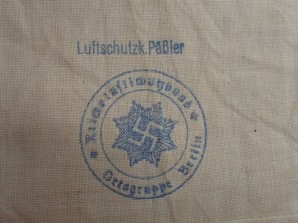 Luftschutzk.Päßler
Reichsluftschutzbund
Ortsgruppe Berlin